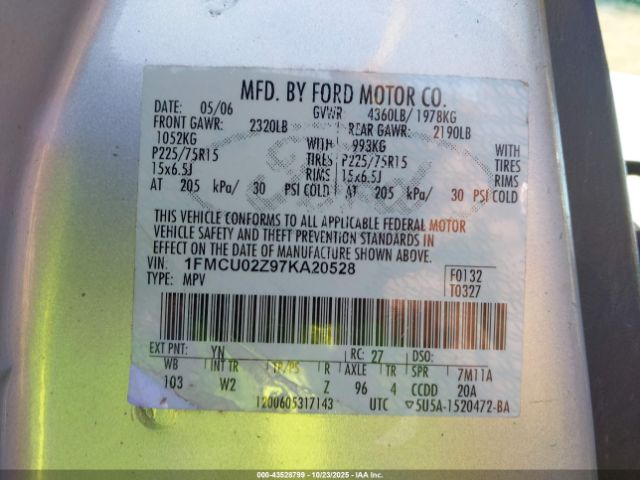 MFD. BY FORD MOTOR CO.
DATE: 05/06 GVWR: 4360LB/1978KG
FRONT GAWR: 2320LB REAR GAWR: 2190LB
1052KG WITH 993KG WITH
P225/75R15 TIRES P225/75R15 TIRES
15x6.5J RIMS 15x6.5J RIMS
AT 205 kPa/ 30 PSI COLD AT 205 kPa/ 30 PSI COLD
THIS VEHICLE CONFORMS TO ALL APPLICABLE FEDERAL MOTOR
VEHICLE SAFETY AND THEFT PREVENTION STANDARDS IN
EFFECT ON THE DATE OF MANUFACTURE SHOWN ABOVE.
VIN: 1FMCU02Z97KA20528 F0132
TYPE: MPV T0327
EXT PNT: YN RC: 27 DSO:
WB INT TR TP/PS R AXLE TR SPR 7M11A
103 W2 Z 96 4 CCDD 20A
1200605317143 UTC ▽5U5A-1520472-BA
000-43528799 | 10/23/2025 | IAAI.COM